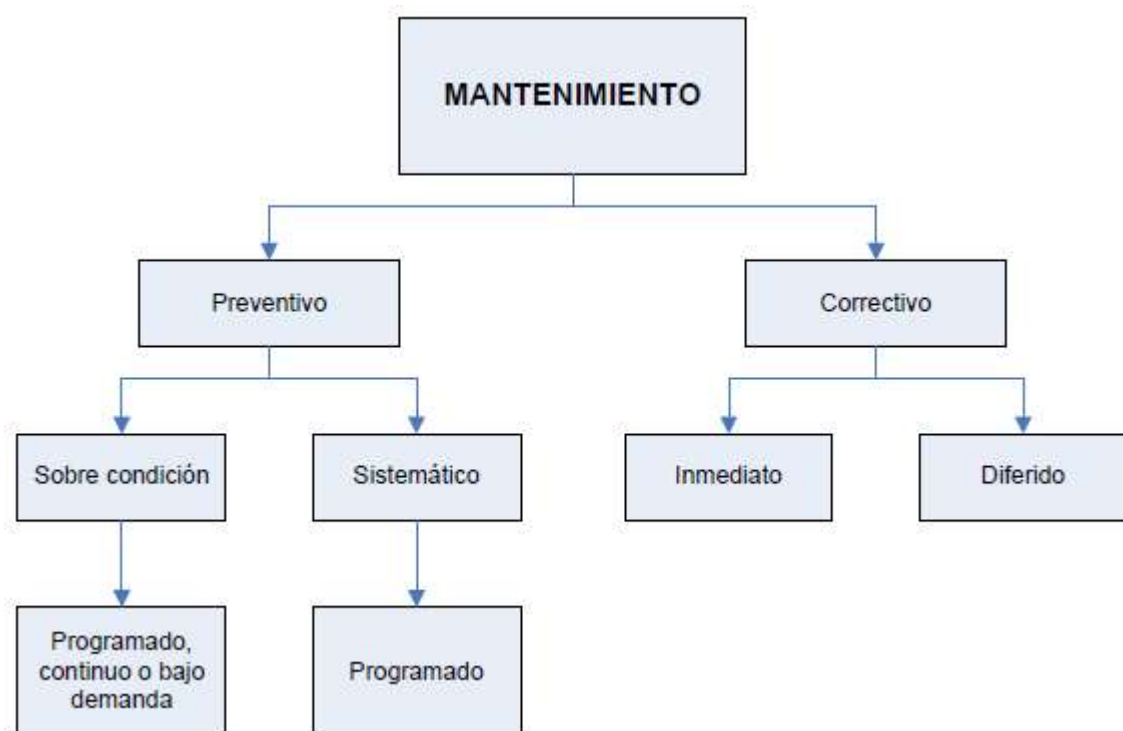 MANTENIMIENTO
Preventivo
Correctivo
Sobre condición
Sistemático
Inmediato
Diferido
Programado,
continuo o bajo
demanda
Programado